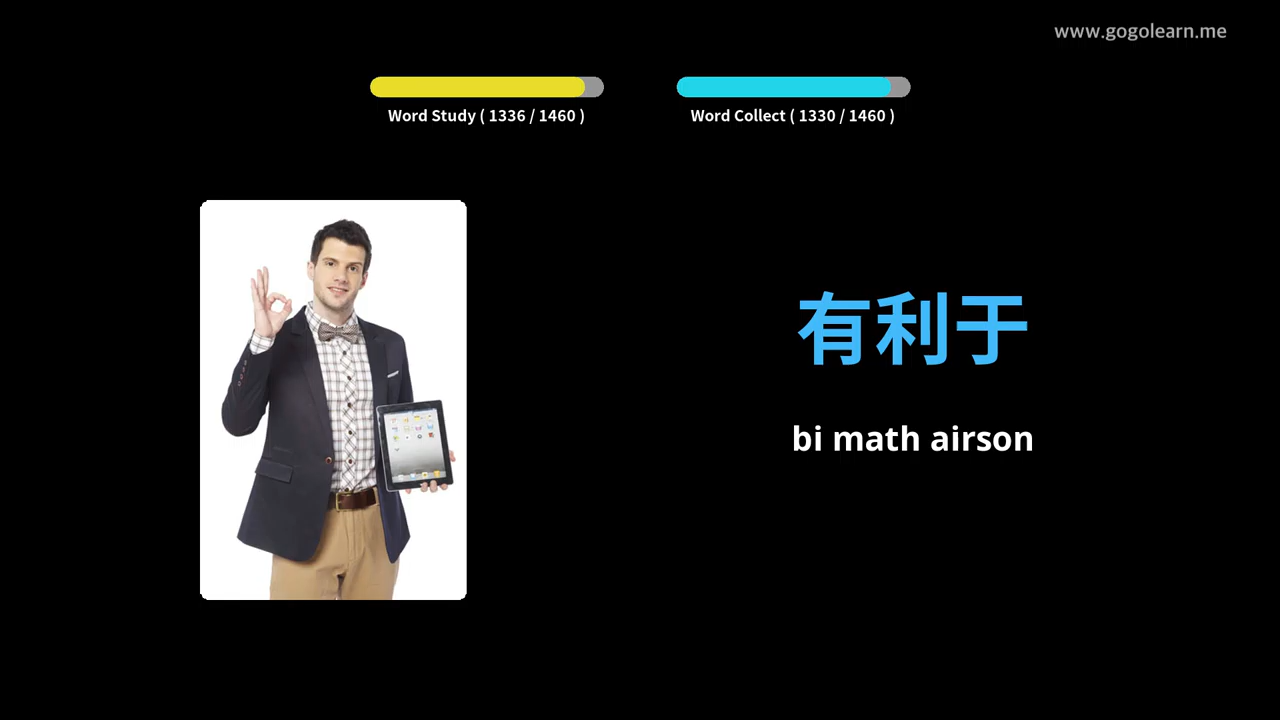 www.gogolearn.me
Word Study ( 1336 / 1460 )
Word Collect ( 1330 / 1460 )
有利于
bi math airson